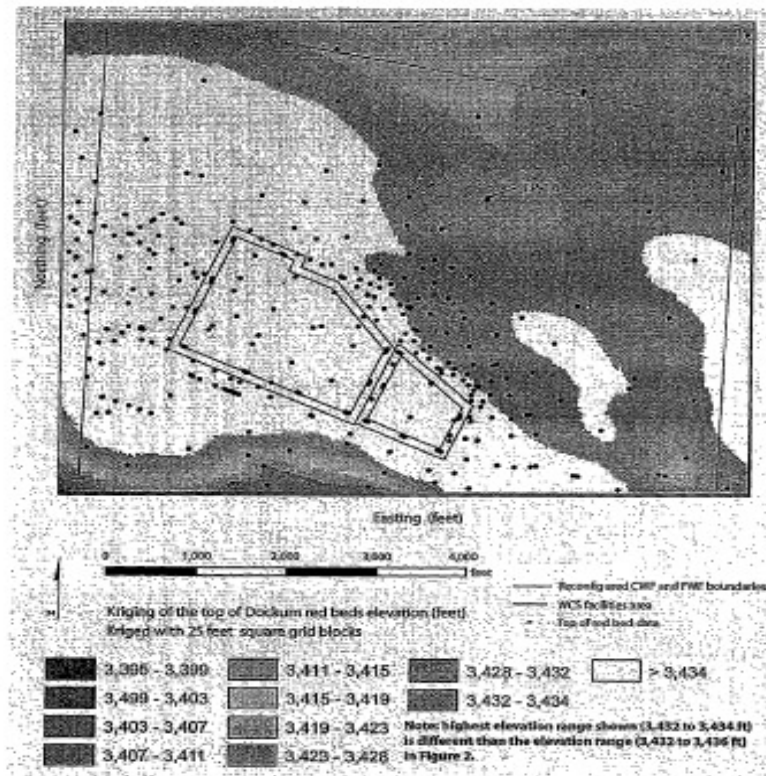 Northing (feet)
Easting (feet)
0 1,000 2,000 3,000 4,000
feet
N
Reconfigured CWF and FWF boundaries
WCS facilities area
Top of red bed data
Kriging of the top of Dockum red beds elevation (feet)
Kriged with 25 feet square grid blocks
3,395 - 3,399 3,411 - 3,415 3,428 - 3,432 > 3,434
3,499 - 3,403 3,415 - 3,419 3,432 - 3,434
3,403 - 3,407 3,419 - 3,423
3,407 - 3,411 3,423 - 3,428
Note: highest elevation range shown (3,432 to 3,434 ft)
is different than the elevation range (3,432 to 3,436 ft)
in Figure 2.